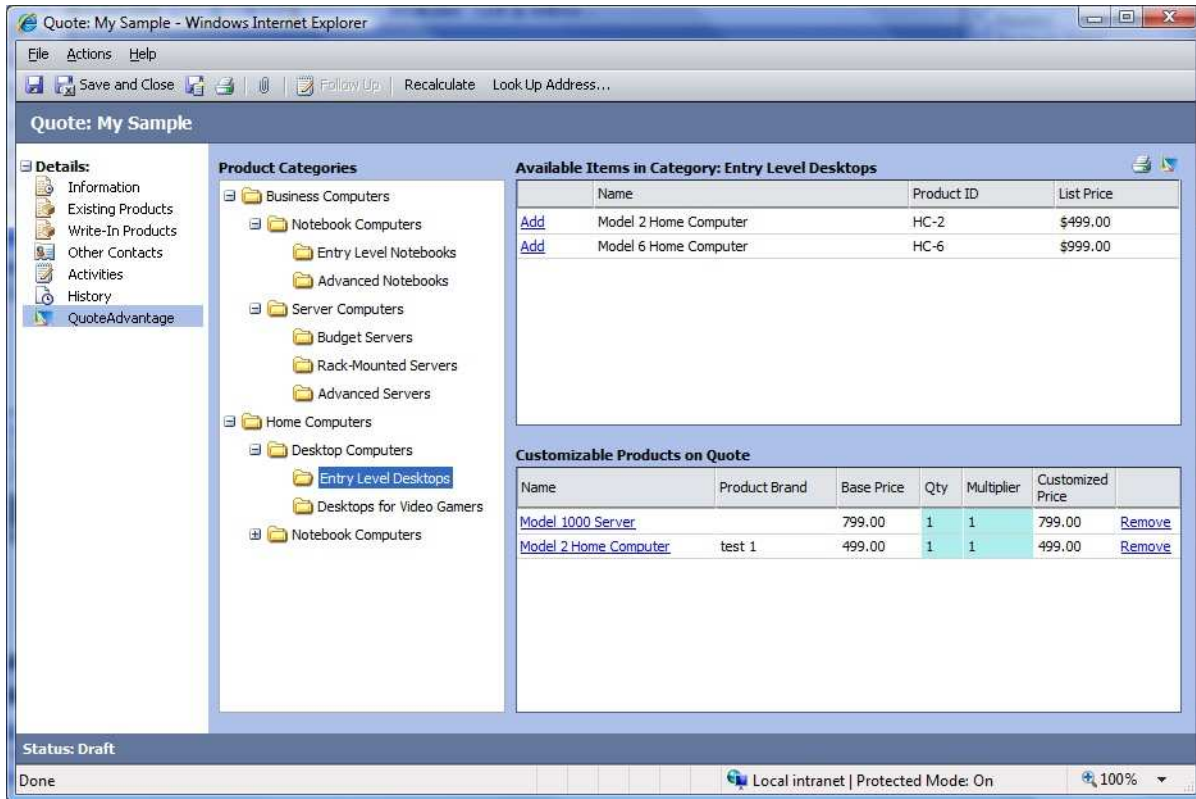 Quote: My Sample - Windows Internet Explorer
File Actions Help
Save and Close Follow Up Recalculate Look Up Address...
Quote: My Sample
Details:
Information
Existing Products
Write-In Products
Other Contacts
Activities
History
QuoteAdvantage
Product Categories
Business Computers
Notebook Computers
Entry Level Notebooks
Advanced Notebooks
Server Computers
Budget Servers
Rack-Mounted Servers
Advanced Servers
Home Computers
Desktop Computers
Entry Level Desktops
Desktops for Video Gamers
Notebook Computers
Available Items in Category: Entry Level Desktops
Name Product ID List Price
Add Model 2 Home Computer HC-2 $499.00
Add Model 6 Home Computer HC-6 $999.00
Customizable Products on Quote
Name Product Brand Base Price Qty Multiplier Customized Price
Model 1000 Server 799.00 1 1 799.00 Remove
Model 2 Home Computer test 1 499.00 1 1 499.00 Remove
Status: Draft
Done Local intranet | Protected Mode: On 100%